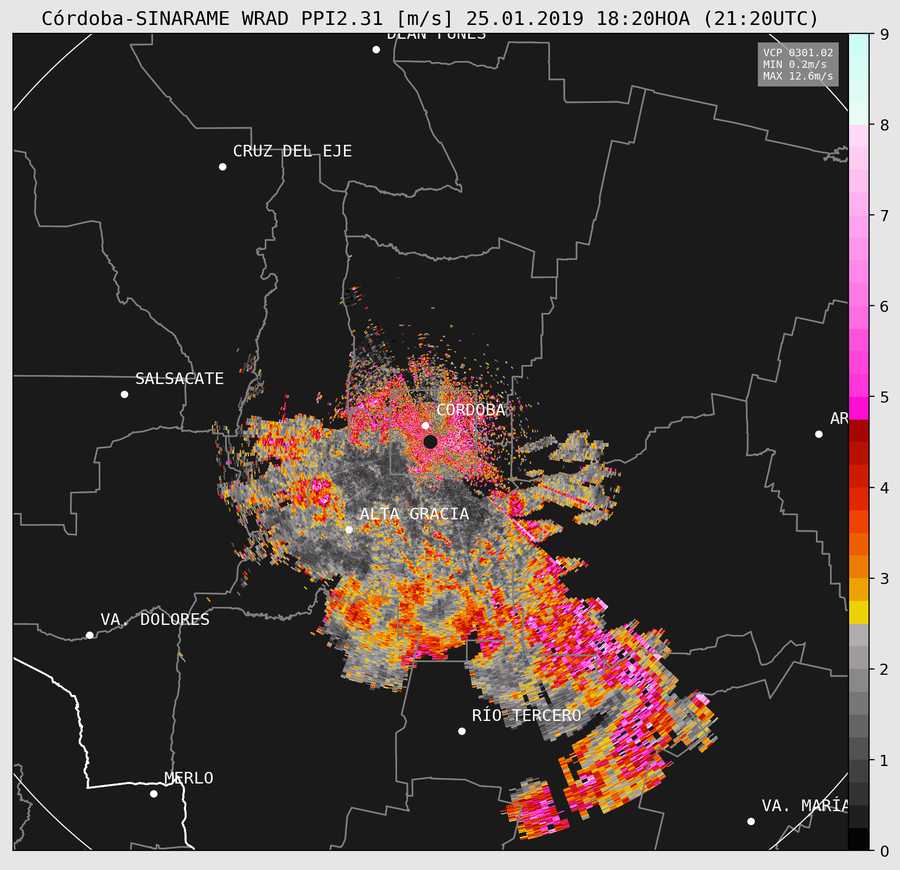 Córdoba-SINARAME WRAD PPI2.31 [m/s] 25.01.2019 18:20HOA (21:20UTC)
DEAN FUNES
VCP 0301.02
MIN 0.2m/s
MAX 12.6m/s
CRUZ DEL EJE
SALSACATE
CÓRDOBA
AR
ALTA GRACIA
VA. DOLORES
RÍO TERCERO
MERLO
VA. MARÍA
9
8
7
6
5
4
3
2
1
0